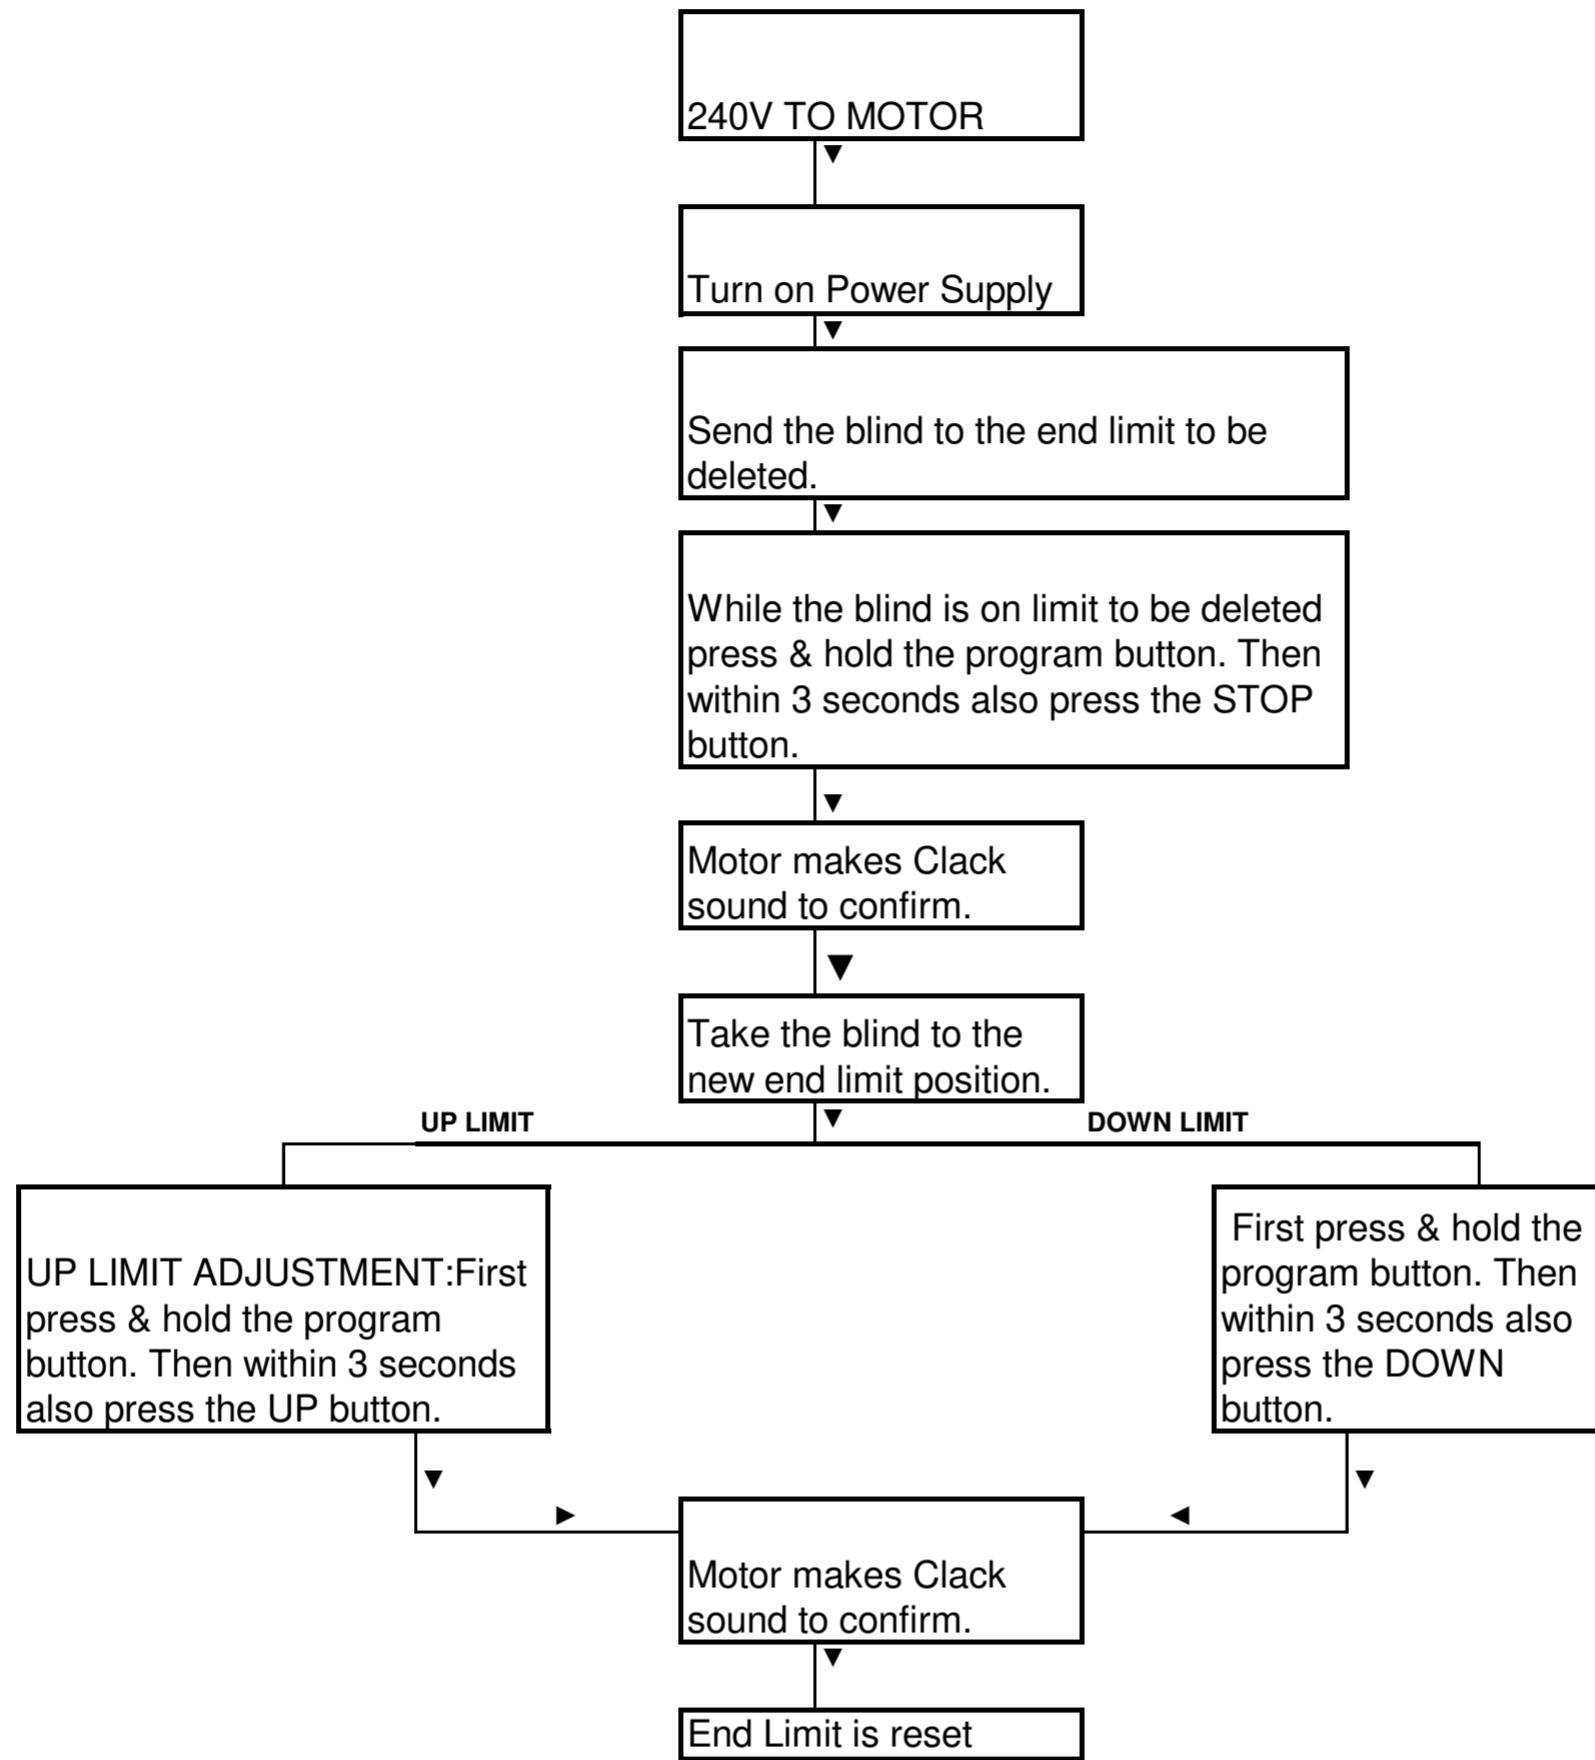 240V TO MOTOR
▼
Turn on Power Supply
▼
Send the blind to the end limit to be
deleted.
▼
While the blind is on limit to be deleted
press & hold the program button. Then
within 3 seconds also press the STOP
button.
▼
Motor makes Clack
sound to confirm.
▼
Take the blind to the
new end limit position.
▼
UP LIMIT
DOWN LIMIT
UP LIMIT ADJUSTMENT:First
press & hold the program
button. Then within 3 seconds
also press the UP button.
First press & hold the
program button. Then
within 3 seconds also
press the DOWN
button.
▼
▼
►
◄
Motor makes Clack
sound to confirm.
▼
End Limit is reset